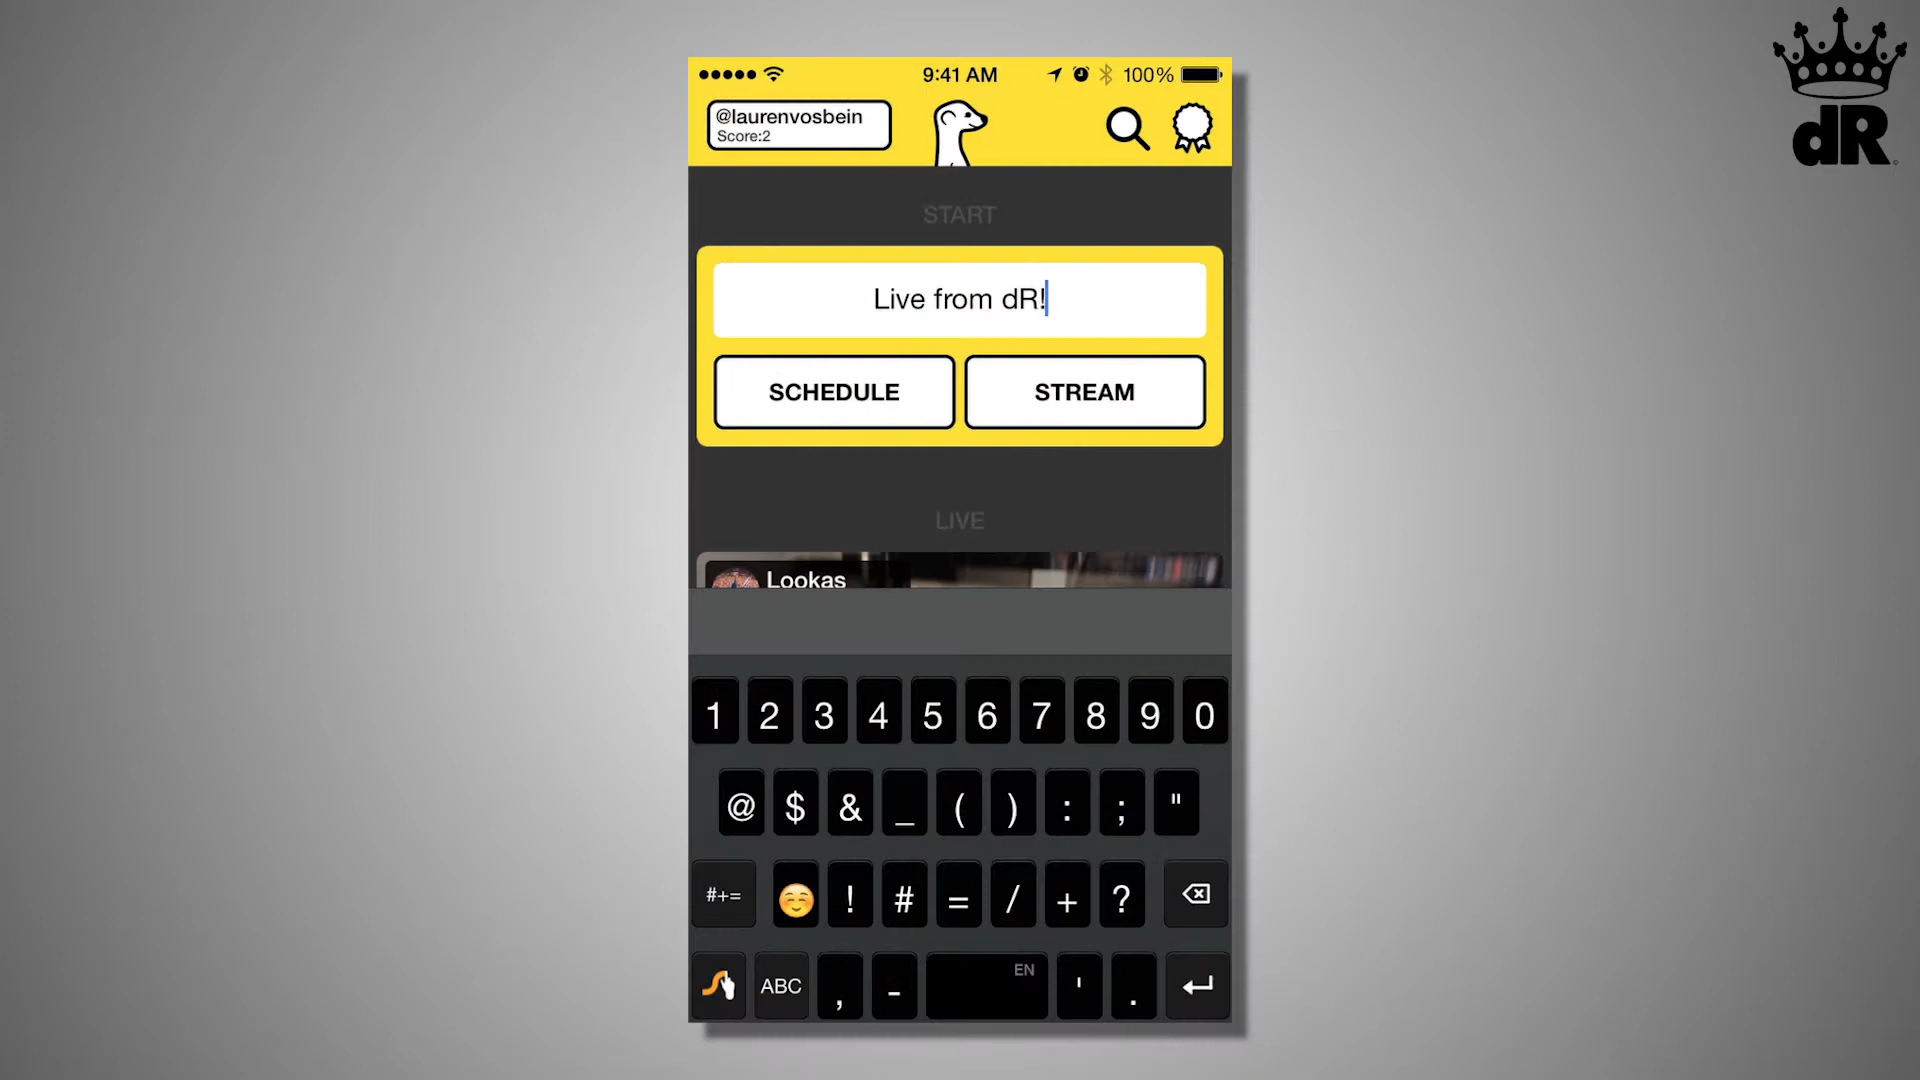 9:41 AM
100%
@laurenvosbein
Score:2
dR
START
Live from dR!
SCHEDULE
STREAM
LIVE
Lookas
1 2 3 4 5 6 7 8 9 0
@ $ & _ ( ) : ; "
#+= ! # = / + ?
ABC , - EN ' .